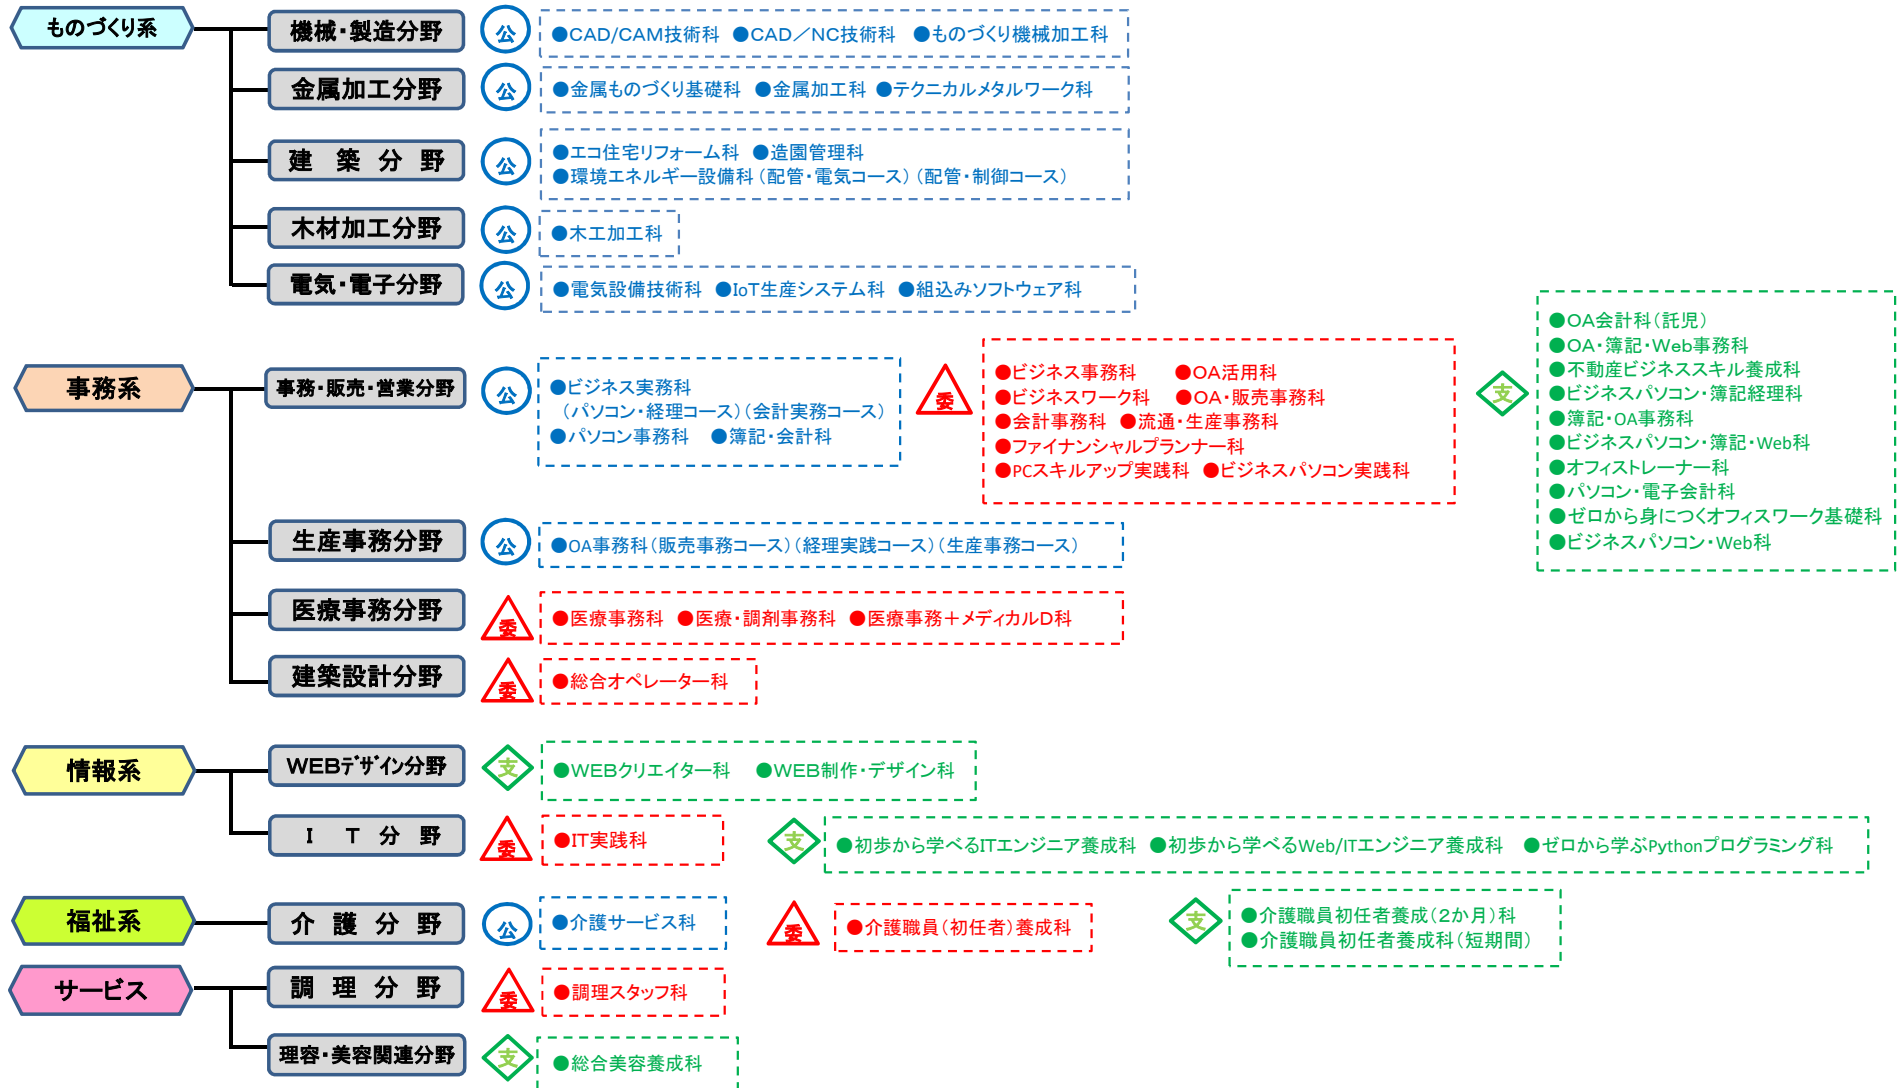 ものづくり系
機械・製造分野
公
●CAD/CAM技術科 ●CAD／NC技術科 ●ものづくり機械加工科
金属加工分野
公
●金属ものづくり基礎科 ●金属加工科 ●テクニカルメタルワーク科
建築分野
公
●エコ住宅リフォーム科 ●造園管理科
●環境エネルギー設備科（配管・電気コース）（配管・制御コース）
木材加工分野
公
●木工加工科
電気・電子分野
公
●電気設備技術科 ●IoT生産システム科 ●組込みソフトウェア科
事務系
事務・販売・営業分野
公
●ビジネス実務科
（パソコン・経理コース）（会計実務コース）
●パソコン事務科 ●簿記・会計科
委
●ビジネス事務科 ●OA活用科
●ビジネスワーク科 ●OA・販売事務科
●会計事務科 ●流通・生産事務科
●ファイナンシャルプランナー科
●PCスキルアップ実践科 ●ビジネスパソコン実践科
支
●OA会計科（託児）
●OA・簿記・Web事務科
●不動産ビジネススキル養成科
●ビジネスパソコン・簿記経理科
●簿記・OA事務科
●ビジネスパソコン・簿記・Web科
●オフィストレーナー科
●パソコン・電子会計科
●ゼロから身につくオフィスワーク基礎科
●ビジネスパソコン・Web科
生産事務分野
公
●OA事務科（販売事務コース）（経理実践コース）（生産事務コース）
医療事務分野
委
●医療事務科 ●医療・調剤事務科 ●医療事務＋メディカルD科
建築設計分野
委
●総合オペレーター科
情報系
WEBﾃﾞｻﾞｲﾝ分野
支
●WEBクリエイター科 ●WEB制作・デザイン科
ＩＴ分野
委
●IT実践科
支
●初歩から学べるITエンジニア養成科 ●初歩から学べるWeb/ITエンジニア養成科 ●ゼロから学ぶPythonプログラミング科
福祉系
介護分野
公
●介護サービス科
委
●介護職員（初任者）養成科
支
●介護職員初任者養成（２か月）科
●介護職員初任者養成科（短期間）
サービス
調理分野
委
●調理スタッフ科
理容・美容関連分野
支
●総合美容養成科